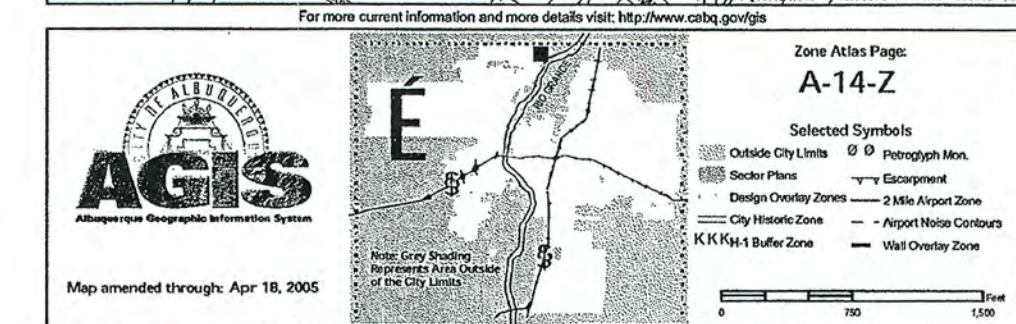 For more current information and more details visit: http://www.cabq.gov/gis
CITY OF ALBUQUERQUE
AGIS
Albuquerque Geographic Information System
Map amended through: Apr 18, 2005
É
RIO GRANDE
$
$
Note: Grey Shading
Represents Area Outside
of the City Limits
Zone Atlas Page:
A-14-Z
Selected Symbols
Outside City Limits
Sector Plans
Design Overlay Zones
City Historic Zone
KKK H-1 Buffer Zone
Ø Ø Petroglyph Mon.
Escarpment
2 Mile Airport Zone
Airport Noise Contours
Wall Overlay Zone
Feet
0 750 1,500